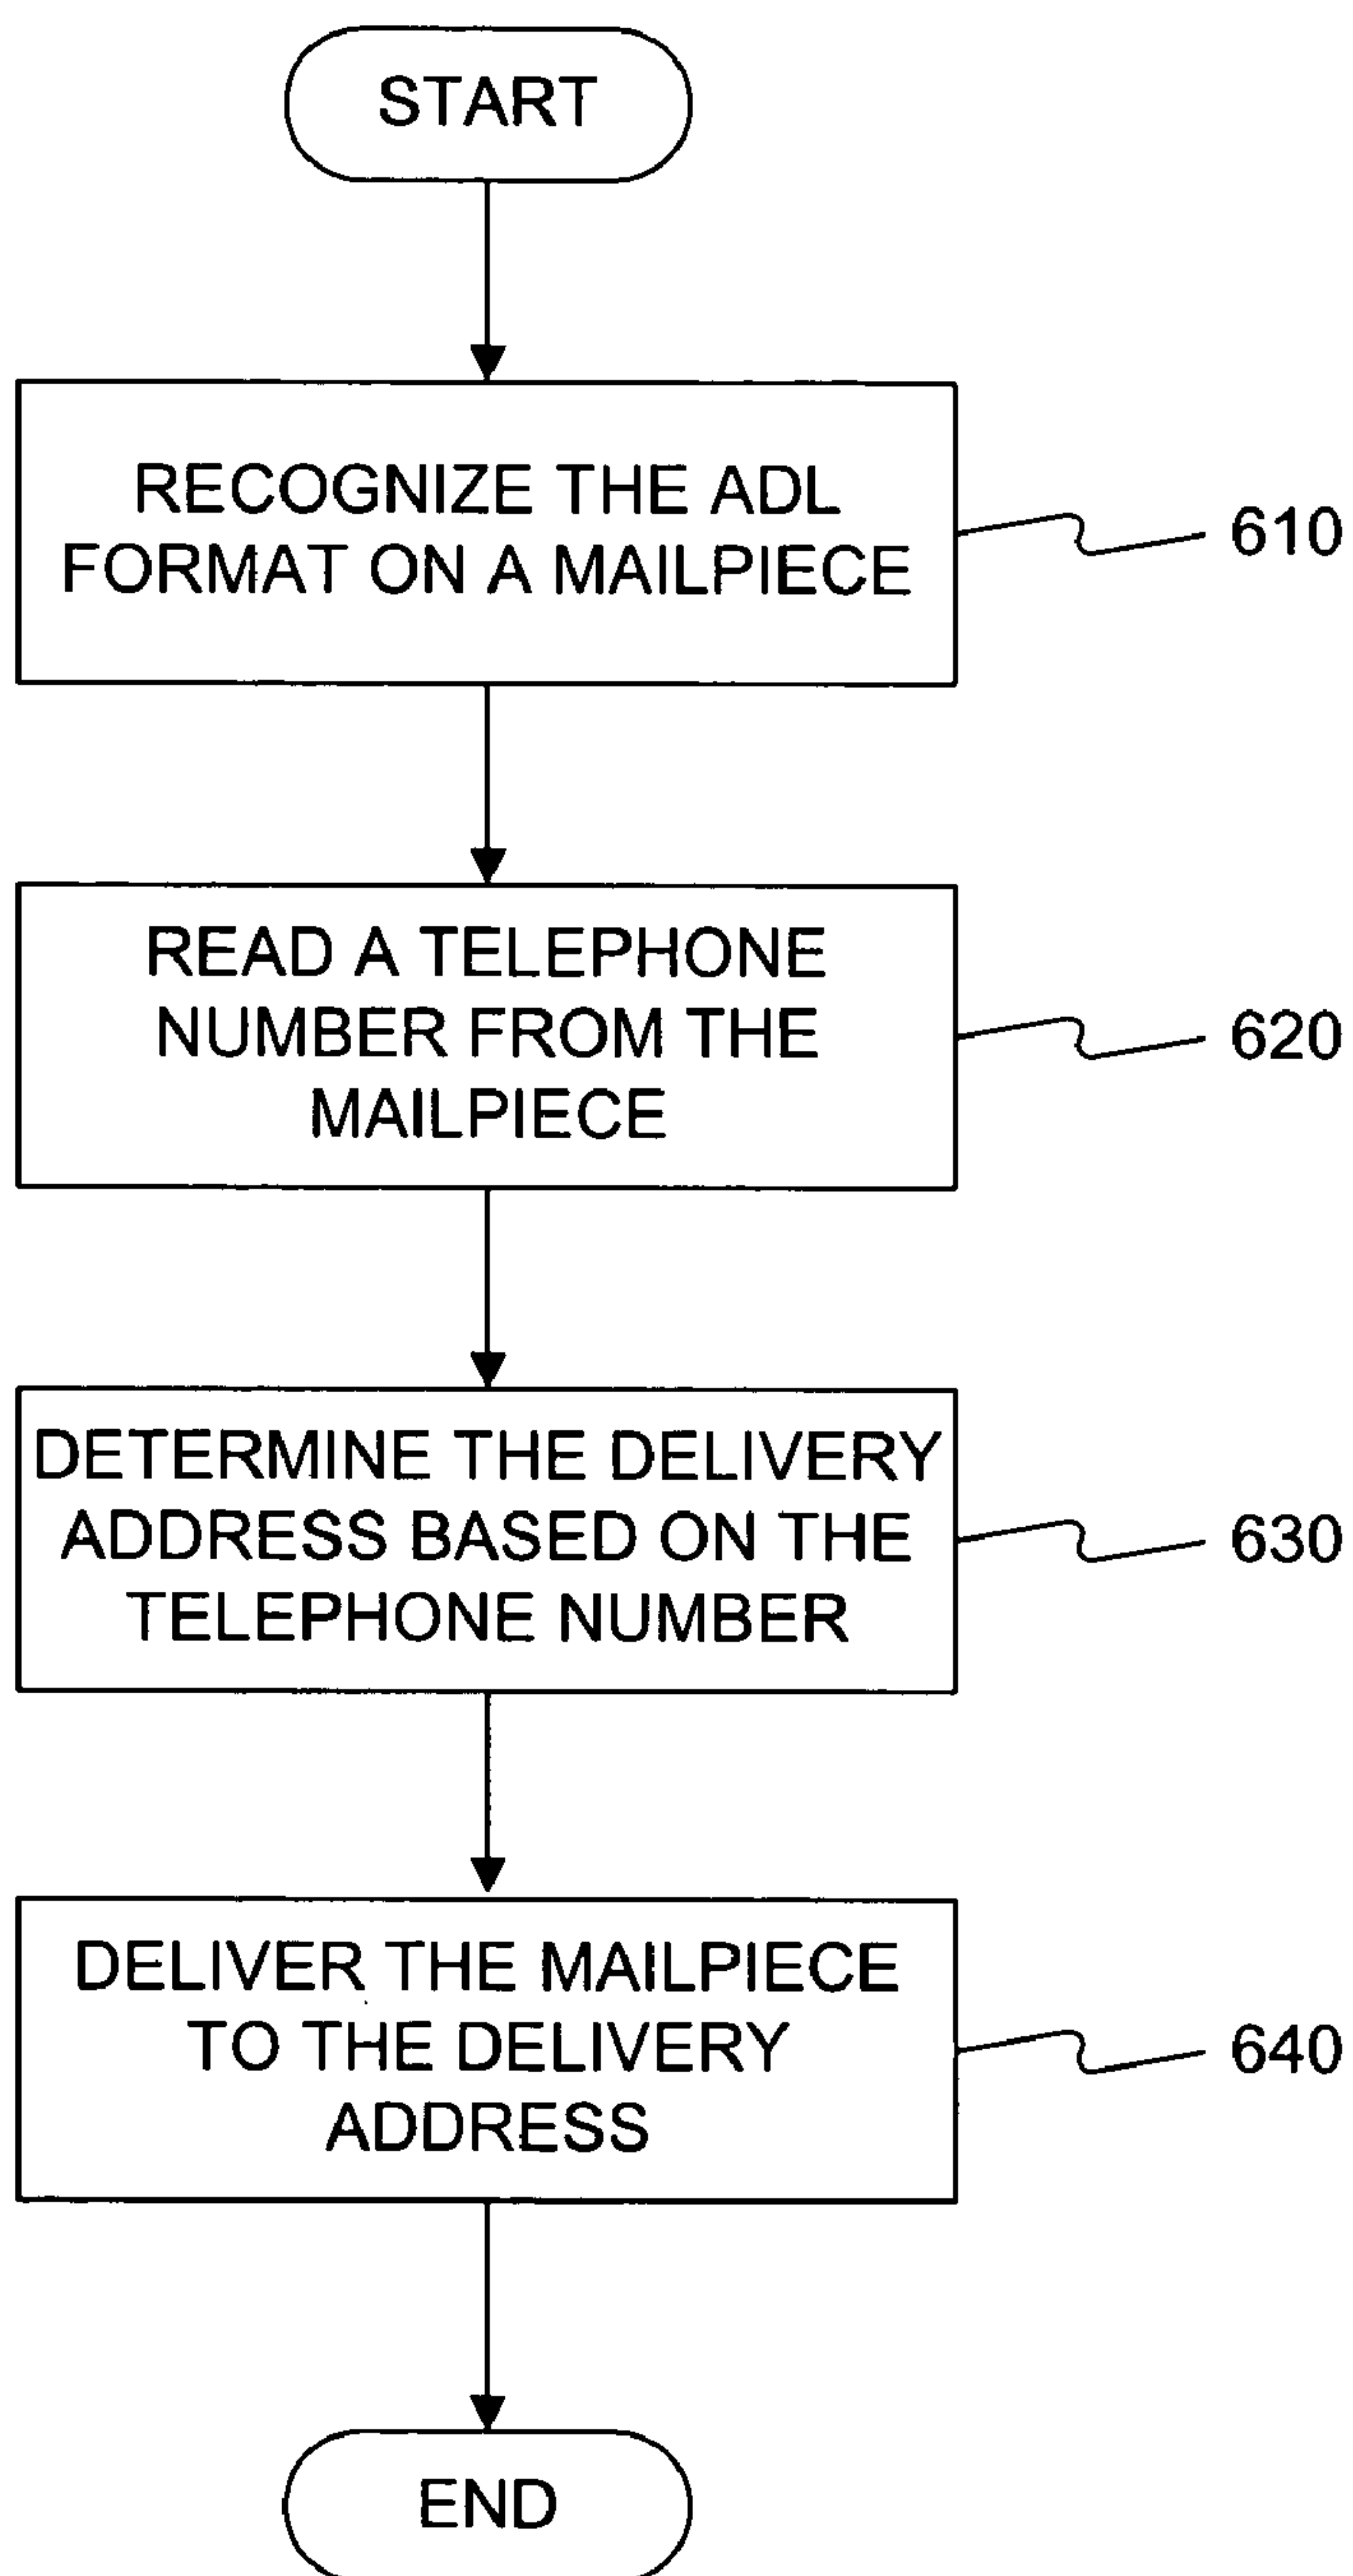 START
RECOGNIZE THE ADL
FORMAT ON A MAILPIECE
610
READ A TELEPHONE
NUMBER FROM THE
MAILPIECE
620
DETERMINE THE DELIVERY
ADDRESS BASED ON THE
TELEPHONE NUMBER
630
DELIVER THE MAILPIECE
TO THE DELIVERY
ADDRESS
640
END